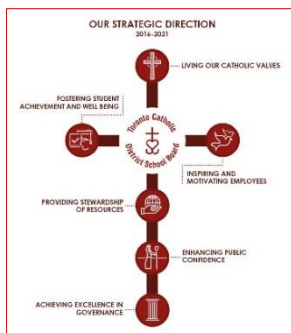 OUR STRATEGIC DIRECTION
2016-2021
LIVING OUR CATHOLIC VALUES
FOSTERING STUDENT
ACHIEVEMENT AND WELL BEING
Toronto Catholic
District School Board
INSPIRING AND
MOTIVATING EMPLOYEES
PROVIDING STEWARDSHIP
OF RESOURCES
ENHANCING PUBLIC
CONFIDENCE
ACHIEVING EXCELLENCE IN
GOVERNANCE